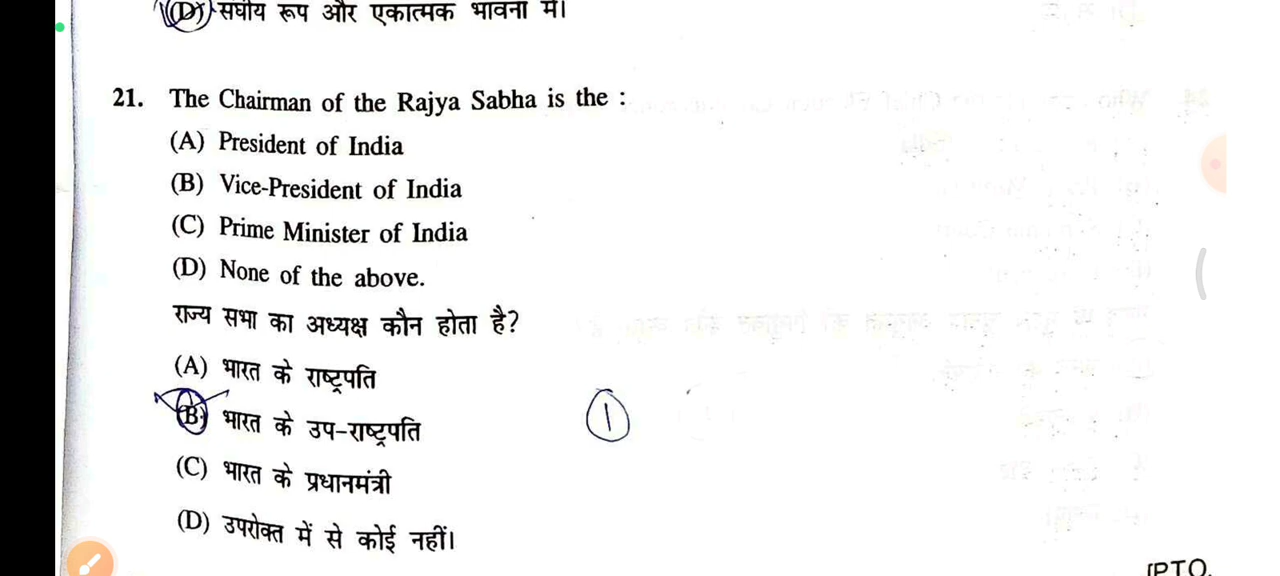 (D) संघीय रूप और एकात्मक भावना में।
21. The Chairman of the Rajya Sabha is the :
(A) President of India
(B) Vice-President of India
(C) Prime Minister of India
(D) None of the above.
राज्य सभा का अध्यक्ष कौन होता है?
(A) भारत के राष्ट्रपति
(B) भारत के उप-राष्ट्रपति
(C) भारत के प्रधानमंत्री
(D) उपरोक्त में से कोई नहीं।
1
[PTO.